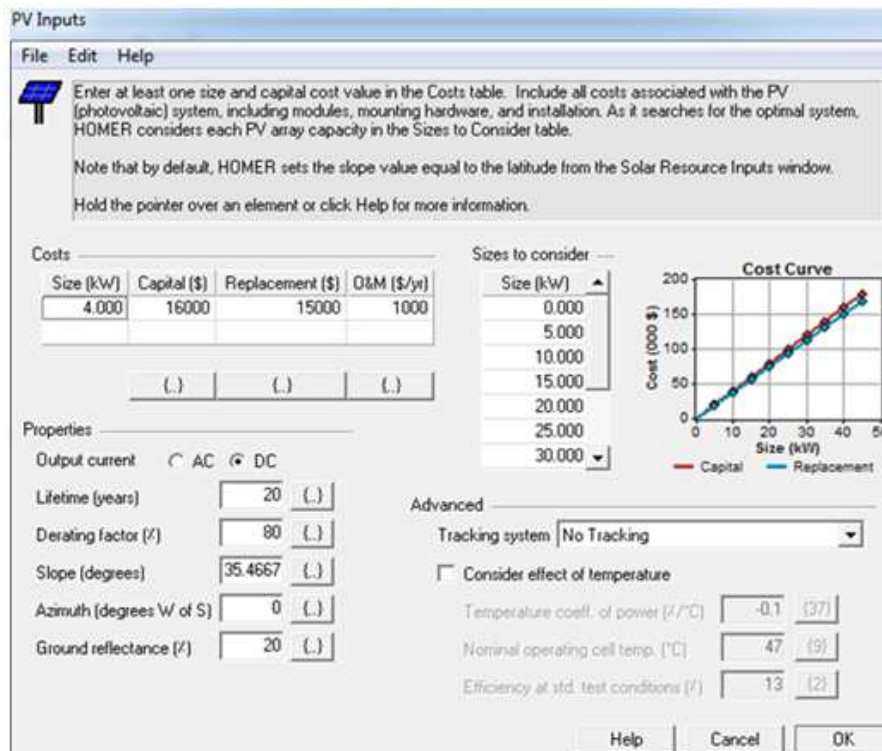 PV Inputs
File Edit Help
Enter at least one size and capital cost value in the Costs table. Include all costs associated with the PV
(photovoltaic) system, including modules, mounting hardware, and installation. As it searches for the optimal system,
HOMER considers each PV array capacity in the Sizes to Consider table.
Note that by default, HOMER sets the slope value equal to the latitude from the Solar Resource Inputs window.
Hold the pointer over an element or click Help for more information.
Costs
Size (kW) Capital ($) Replacement ($) O&M ($/yr)
4.000 16000 15000 1000
{..} {..} {..}
Sizes to consider
Size (kW)
0.000
5.000
10.000
15.000
20.000
25.000
30.000
Cost Curve
Cost (000 $)
200
150
100
50
0
0 10 20 30 40 50
Size (kW)
Capital Replacement
Properties
Output current AC DC
Lifetime (years) 20 {..}
Derating factor (%) 80 {..}
Slope (degrees) 35.4667 {..}
Azimuth (degrees W of S) 0 {..}
Ground reflectance (%) 20 {..}
Advanced
Tracking system No Tracking
Consider effect of temperature
Temperature coeff. of power (%/°C) -0.1 {37}
Nominal operating cell temp. (°C) 47 {9}
Efficiency at std. test conditions (%) 13 {2}
Help Cancel OK